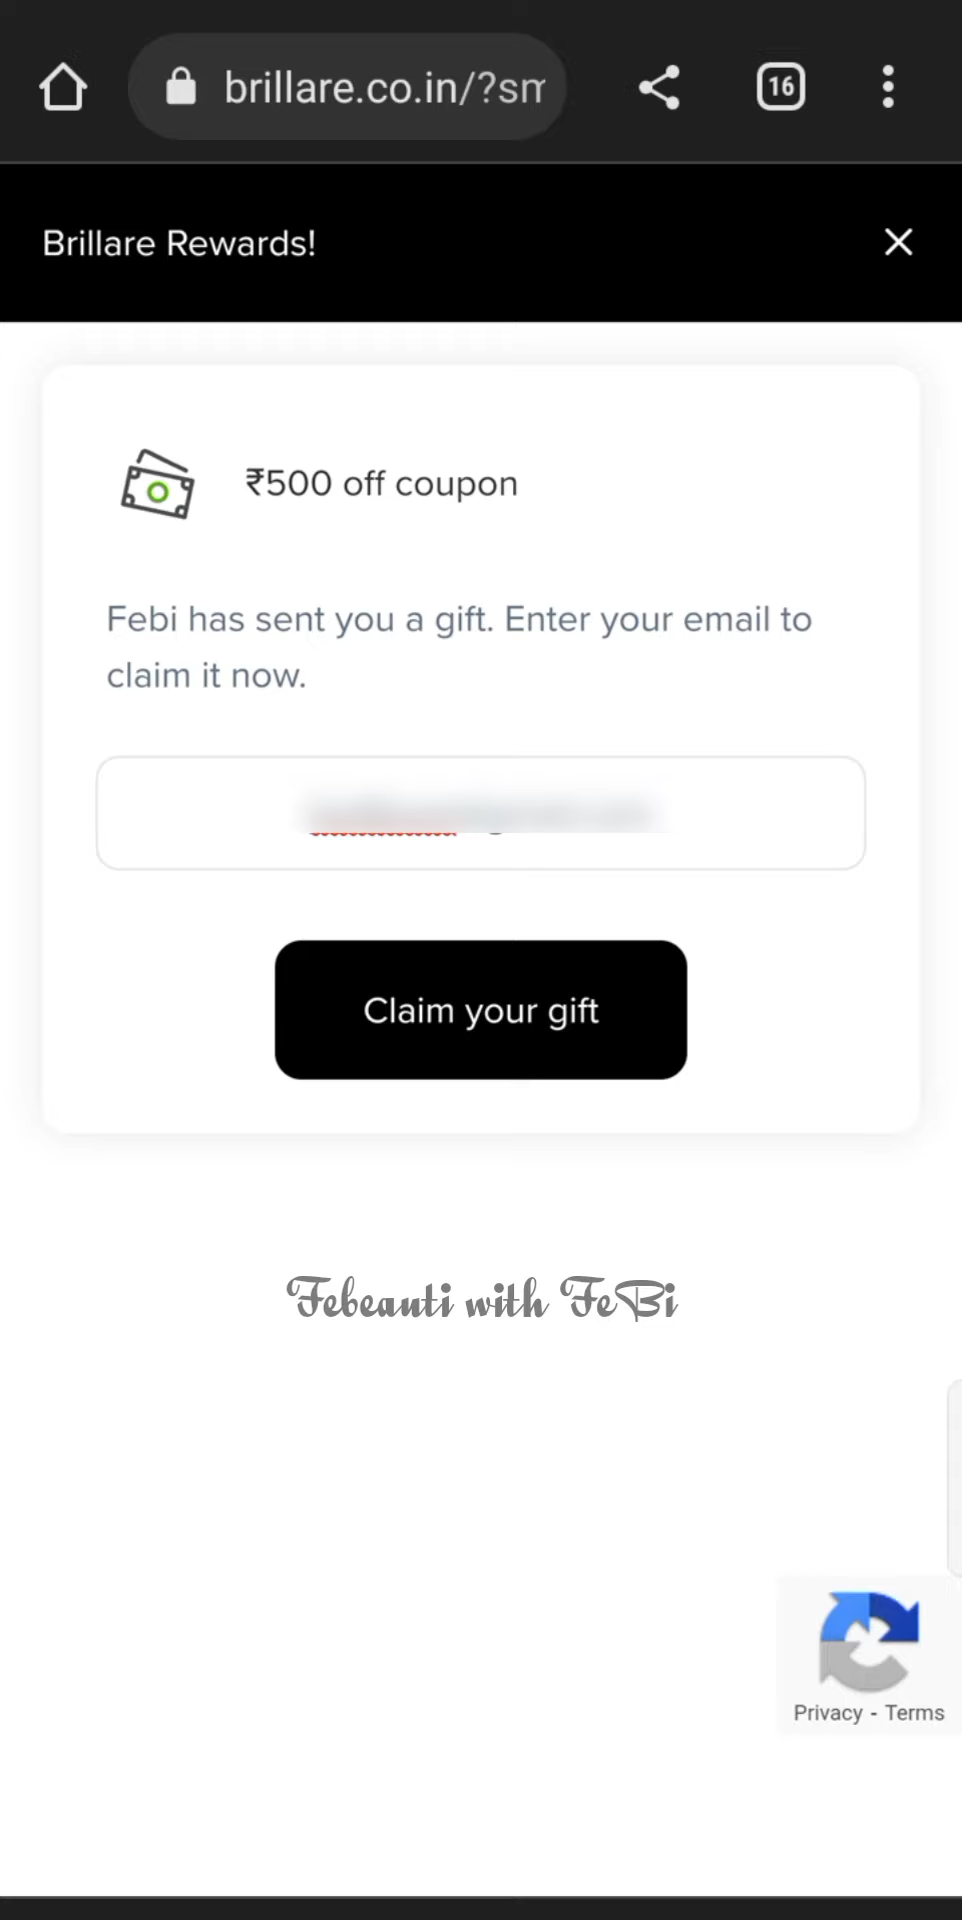 brillare.co.in/?sm
16
Brillare Rewards!
₹500 off coupon
Febi has sent you a gift. Enter your email to
claim it now.
Claim your gift
Febeauti with FeBi
Privacy - Terms